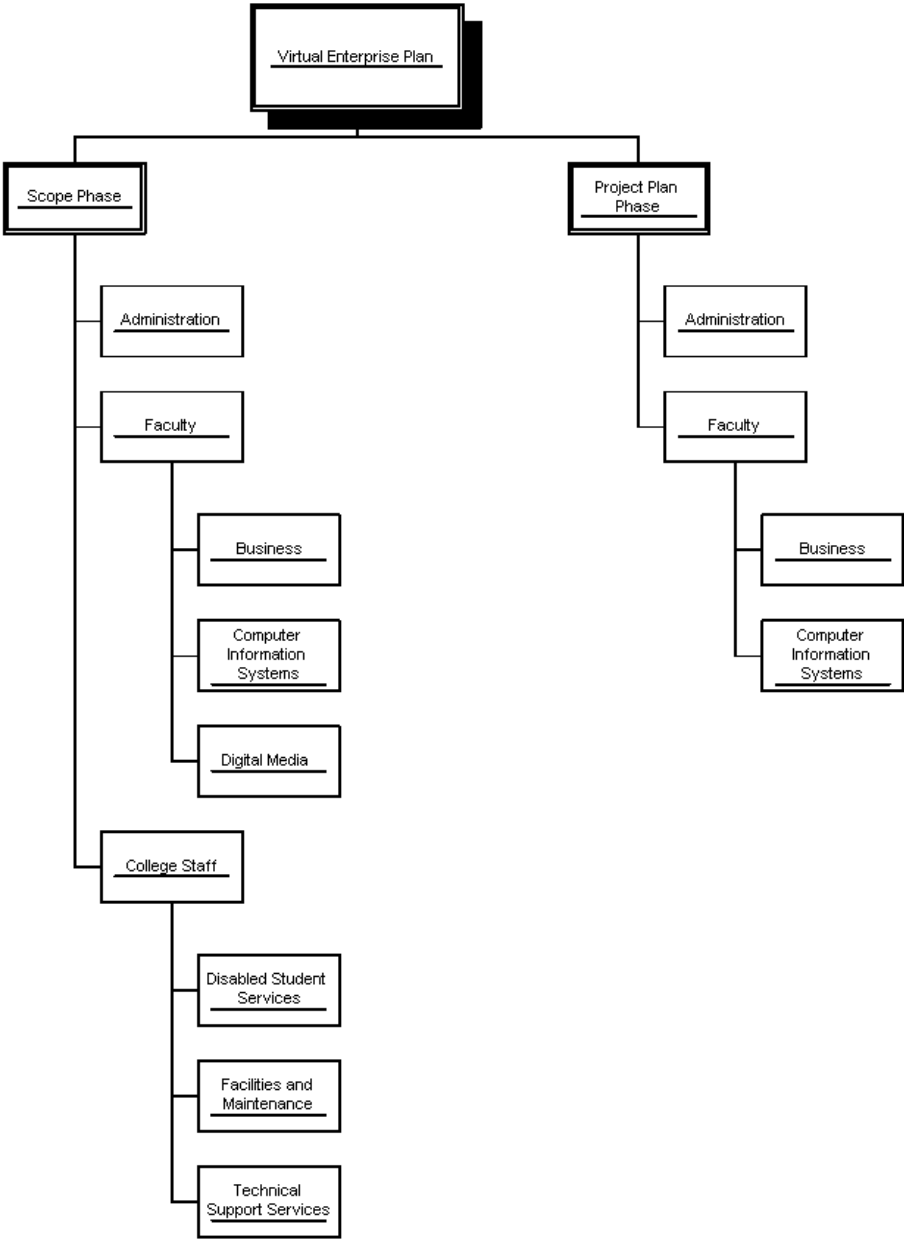 Virtual Enterprise Plan
Scope Phase
Project Plan
Phase
Administration
Administration
Faculty
Faculty
Business
Business
Computer
Information
Systems
Computer
Information
Systems
Digital Media
College Staff
Disabled Student
Services
Facilities and
Maintenance
Technical
Support Services